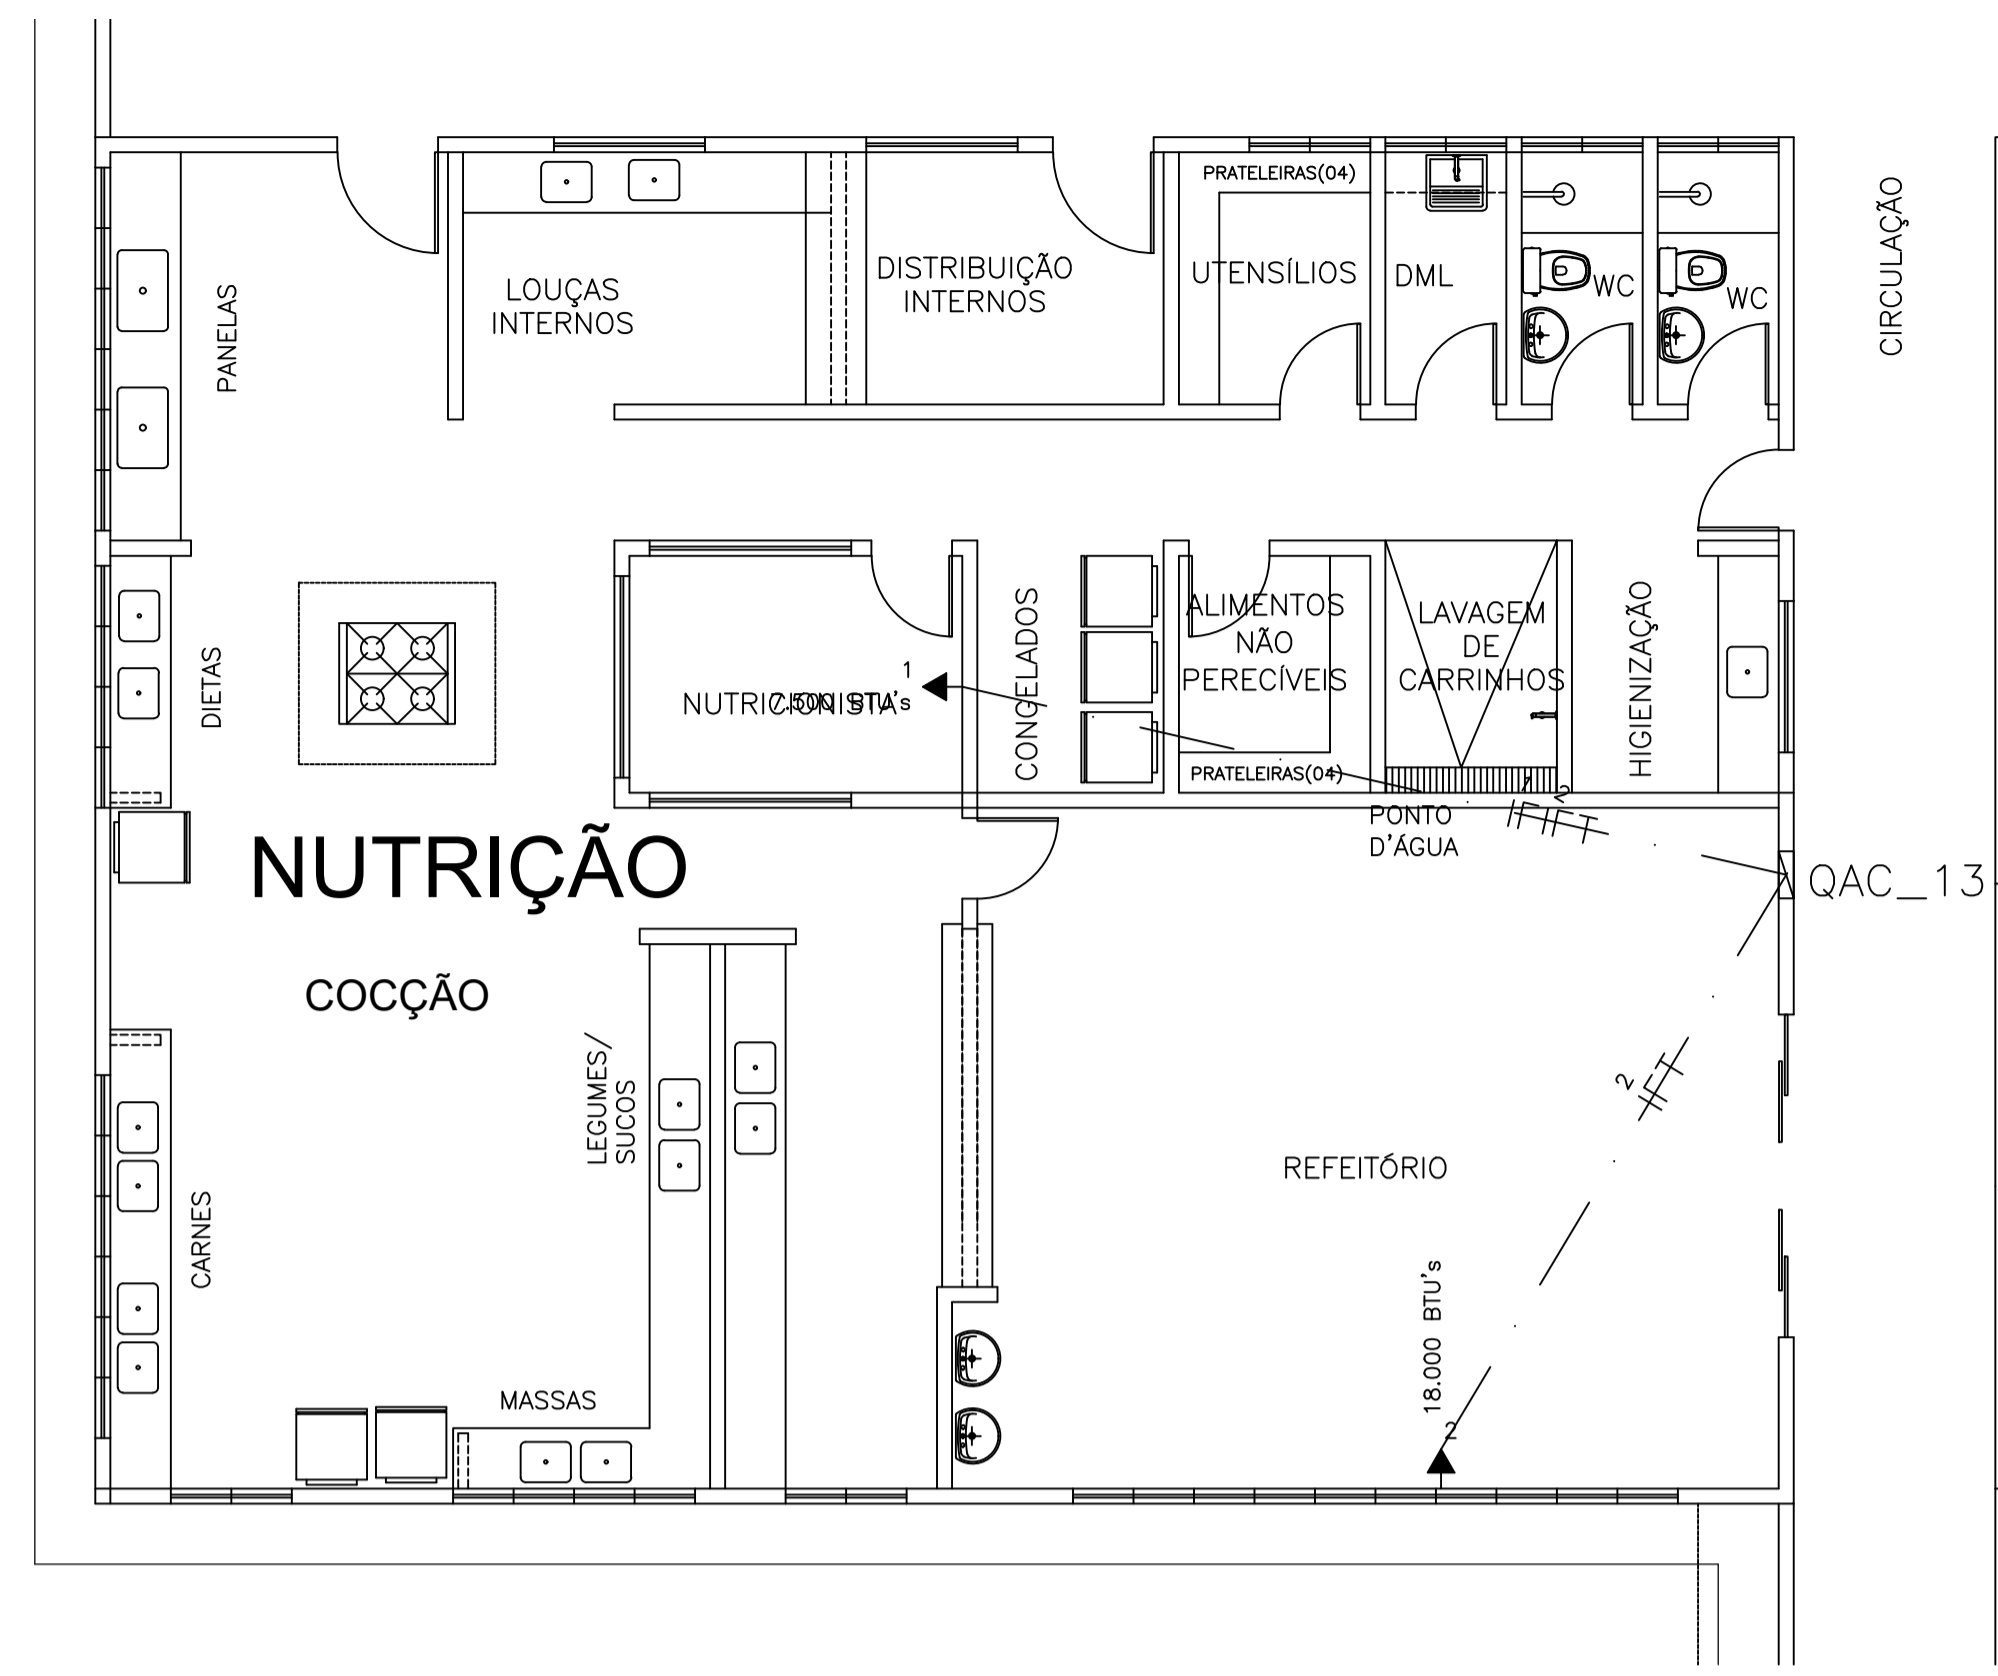 PRATELEIRAS(04)
CIRCULAÇÃO
DISTRIBUIÇÃO
INTERNOS
UTENSÍLIOS
DML
WC
WC
LOUÇAS
INTERNOS
PANELAS
ALIMENTOS
NÃO
PERECÍVEIS
LAVAGEM
DE
CARRINHOS
HIGIENIZAÇÃO
CONGELADOS
DIETAS
1
NUTRICIONISTA
7.500 BTU's
PRATELEIRAS(04)
1
2
PONTO
D'ÁGUA
NUTRIÇÃO
QAC_13
COCÇÃO
LEGUMES/
SUCOS
2
REFEITÓRIO
CARNES
18.000 BTU's
MASSAS
2